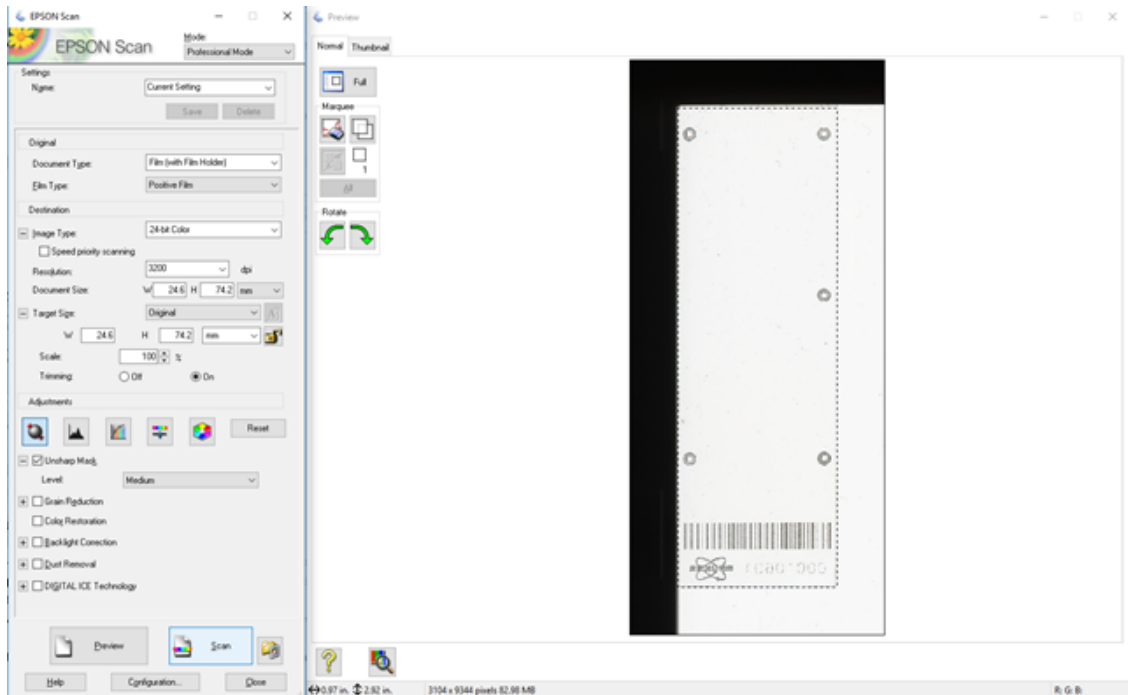 EPSON Scan
EPSON Scan
Mode:
Professional Mode
Settings
Name:
Current Setting
Save
Delete
Original
Document Type:
Film (with Film Holder)
Film Type:
Positive Film
Destination
Image Type:
24-bit Color
Speed priority scanning
Resolution:
3200
dpi
Document Size:
W 24.6 H 74.2 mm
Target Size:
Original
W 24.6 H 74.2 mm
Scale:
100 %
Trimming:
Off
On
Adjustments
Reset
Unsharp Mask
Level:
Medium
Grain Reduction
Color Restoration
Backlight Correction
Dust Removal
DIGITAL ICE Technology
Preview
Scan
Help
Configuration...
Close
Preview
Normal
Thumbnail
Full
Marquee
1
All
Rotate
0.97 in. 2.92 in.
3104 x 9344 pixels 82.98 MB
R: G: B: